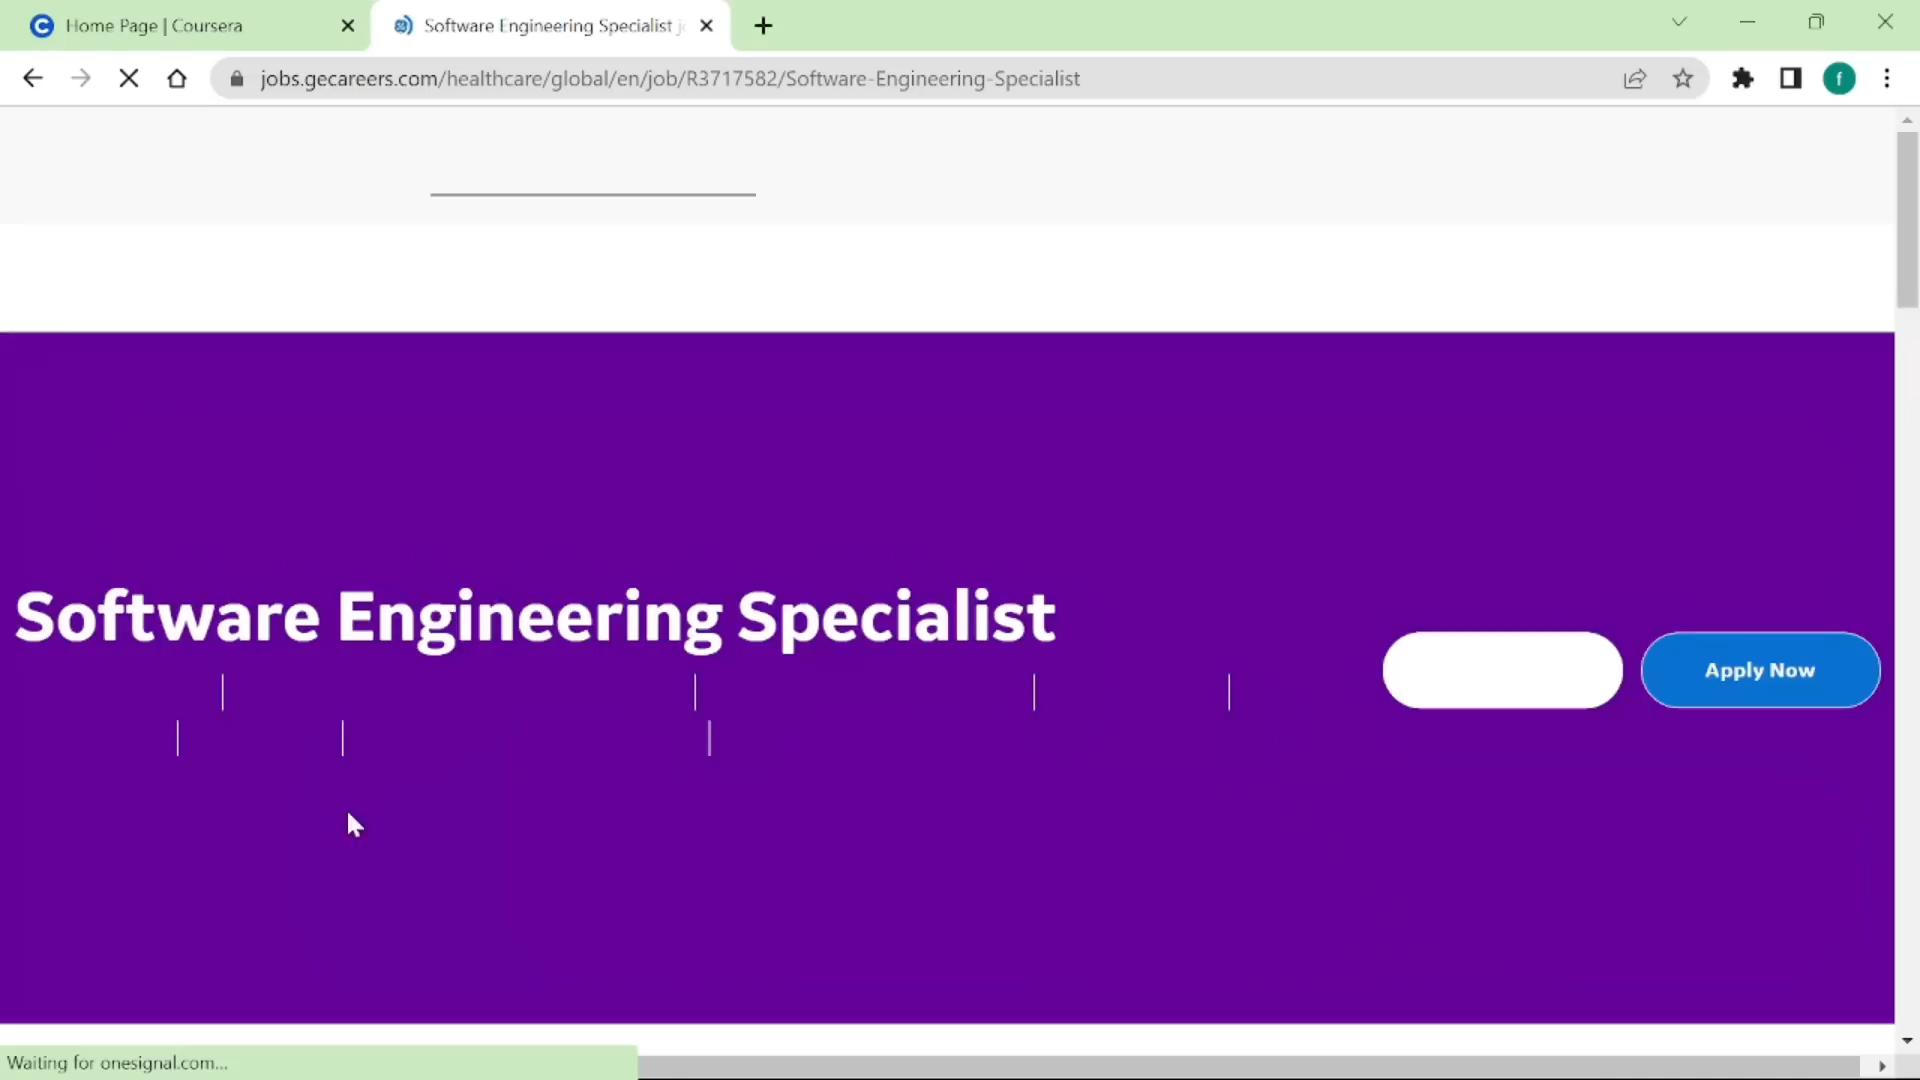 Home Page | Coursera
Software Engineering Specialist j
jobs.gecareers.com/healthcare/global/en/job/R3717582/Software-Engineering-Specialist
f
Software Engineering Specialist
Apply Now
Waiting for onesignal.com...